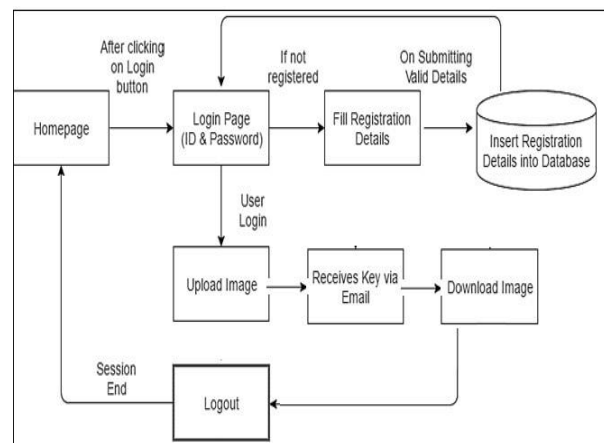 After clicking
on Login
button
If not
registered
On Submitting
Valid Details
Homepage
Login Page
(ID & Password)
Fill Registration
Details
Insert Registration
Details into Database
User
Login
Upload Image
Receives Key via
Email
Download Image
Session
End
Logout